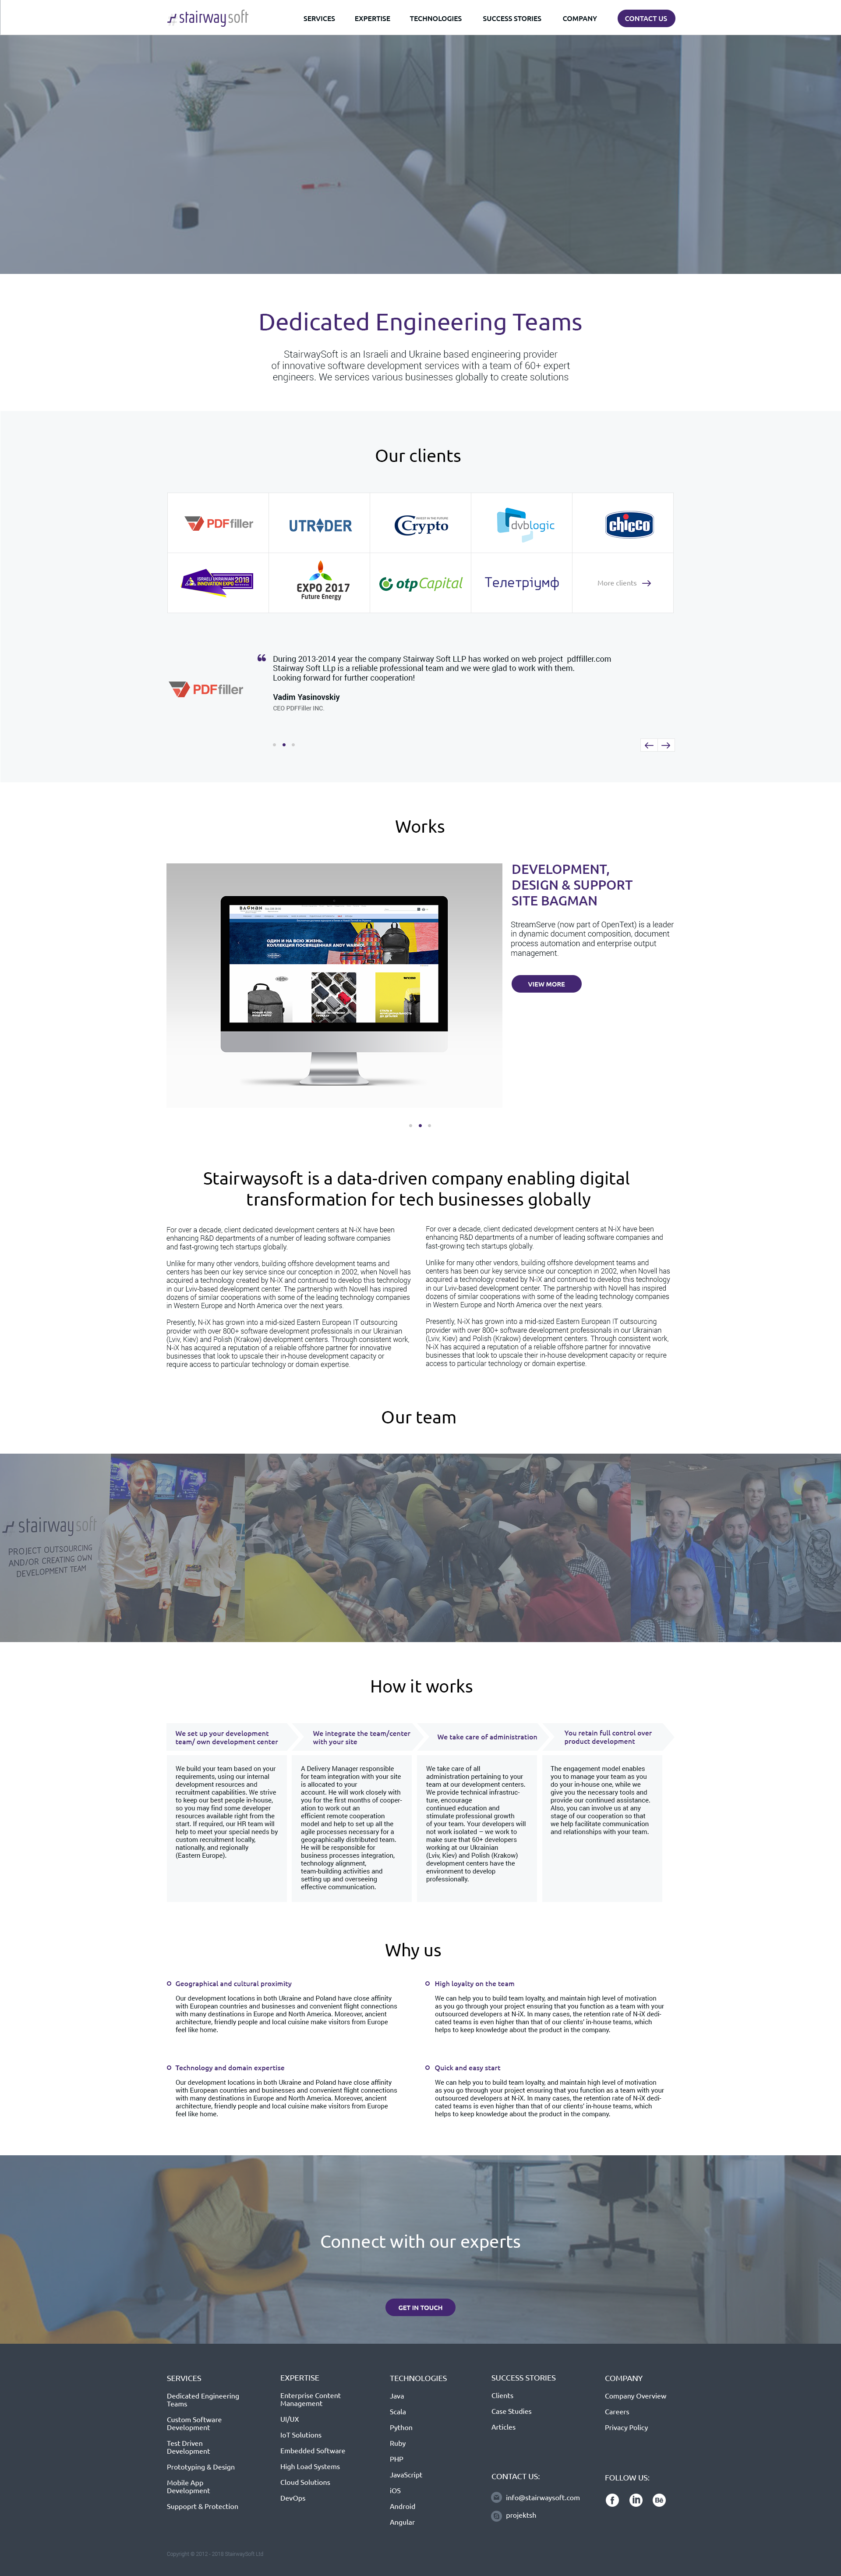 stairwaysoft
SERVICES
EXPERTISE
TECHNOLOGIES
SUCCESS STORIES
COMPANY
CONTACT US
Dedicated Engineering Teams
StairwaySoft is an Israeli and Ukraine based engineering provider
of innovative software development services with a team of 60+ expert
engineers. We services various businesses globally to create solutions
Our clients
PDFfiller
UTRADER
Crypto
dvblogic
chicco
ISRAELI UKRAINIAN 2018
INNOVATION EXPO
EXPO 2017
Future Energy
otpCapital
Телетріумф
More clients
During 2013-2014 year the company Stairway Soft LLP has worked on web project pdffiller.com
Stairway Soft LLp is a reliable professional team and we were glad to work with them.
Looking forward for further cooperation!
PDFfiller
Vadim Yasinovskiy
CEO PDFFiller INC.
Works
BAGMAN
ОДИН И НА ВСЮ ЖИЗНЬ.
КОЛЛЕКЦИЯ ПОСВЯЩЕННАЯ ANDY WARHOL
DEVELOPMENT,
DESIGN & SUPPORT
SITE BAGMAN
StreamServe (now part of OpenText) is a leader
in dynamic document composition, document
process automation and enterprise output
management.
VIEW MORE
Stairwaysoft is a data-driven company enabling digital
transformation for tech businesses globally
For over a decade, client dedicated development centers at N-iX have been
enhancing R&D departments of a number of leading software companies
and fast-growing tech startups globally.
Unlike for many other vendors, building offshore development teams and
centers has been our key service since our conception in 2002, when Novell has
acquired a technology created by N-iX and continued to develop this technology
in our Lviv-based development center. The partnership with Novell has inspired
dozens of similar cooperations with some of the leading technology companies
in Western Europe and North America over the next years.
Presently, N-iX has grown into a mid-sized Eastern European IT outsourcing
provider with over 800+ software development professionals in our Ukrainian
(Lviv, Kiev) and Polish (Krakow) development centers. Through consistent work,
N-iX has acquired a reputation of a reliable offshore partner for innovative
businesses that look to upscale their in-house development capacity or
require access to particular technology or domain expertise.
For over a decade, client dedicated development centers at N-iX have been
enhancing R&D departments of a number of leading software companies and
fast-growing tech startups globally.
Unlike for many other vendors, building offshore development teams and
centers has been our key service since our conception in 2002, when Novell has
acquired a technology created by N-iX and continued to develop this technology
in our Lviv-based development center. The partnership with Novell has inspired
dozens of similar cooperations with some of the leading technology companies
in Western Europe and North America over the next years.
Presently, N-iX has grown into a mid-sized Eastern European IT outsourcing
provider with over 800+ software development professionals in our Ukrainian
(Lviv, Kiev) and Polish (Krakow) development centers. Through consistent work,
N-iX has acquired a reputation of a reliable offshore partner for innovative
businesses that look to upscale their in-house development capacity or require
access to particular technology or domain expertise.
Our team
stairwaysoft
PROJECT OUTSOURCING
AND/OR CREATING OWN
DEVELOPMENT TEAM
How it works
We set up your development
team/ own development center
We build your team based on your
requirements, using our internal
development resources and
recruitment capabilities. We strive
to keep our best people in-house,
so you may find some developer
resources available right from the
start. If required, our HR team will
help to meet your special needs by
custom recruitment locally,
nationally, and regionally
(Eastern Europe).
We integrate the team/center
with your site
A Delivery Manager responsible
for team integration with your site
is allocated to your
account. He will work closely with
you for the first months of cooper-
ation to work out an
efficient remote cooperation
model and help to set up all the
agile processes necessary for a
geographically distributed team.
He will be responsible for
business processes integration,
technology alignment,
team-building activities and
setting up and overseeing
effective communication.
We take care of administration
We take care of all
administration pertaining to your
team at our development centers.
We provide technical infrastruc-
ture, encourage
continued education and
stimulate professional growth
of your team. Your developers will
not work isolated – we work to
make sure that 60+ developers
working at our Ukrainian
(Lviv, Kiev) and Polish (Krakow)
development centers have the
environment to develop
professionally.
You retain full control over
product development
The engagement model enables
you to manage your team as you
do your in-house one, while we
give you the necessary tools and
provide our continued assistance.
Also, you can involve us at any
stage of our cooperation so that
we help facilitate communication
and relationships with your team.
Why us
Geographical and cultural proximity
Our development locations in both Ukraine and Poland have close affinity
with European countries and businesses and convenient flight connections
with many destinations in Europe and North America. Moreover, ancient
architecture, friendly people and local cuisine make visitors from Europe
feel like home.
High loyalty on the team
We can help you to build team loyalty, and maintain high level of motivation
as you go through your project ensuring that you function as a team with your
outsourced developers at N-iX. In many cases, the retention rate of N-iX dedi-
cated teams is even higher than that of our clients' in-house teams, which
helps to keep knowledge about the product in the company.
Technology and domain expertise
Our development locations in both Ukraine and Poland have close affinity
with European countries and businesses and convenient flight connections
with many destinations in Europe and North America. Moreover, ancient
architecture, friendly people and local cuisine make visitors from Europe
feel like home.
Quick and easy start
We can help you to build team loyalty, and maintain high level of motivation
as you go through your project ensuring that you function as a team with your
outsourced developers at N-iX. In many cases, the retention rate of N-iX dedi-
cated teams is even higher than that of our clients' in-house teams, which
helps to keep knowledge about the product in the company.
Connect with our experts
GET IN TOUCH
SERVICES
Dedicated Engineering
Teams
Custom Software
Development
Test Driven
Development
Prototyping & Design
Mobile App
Development
Suppoprt & Protection
EXPERTISE
Enterprise Content
Management
UI/UX
IoT Solutions
Embedded Software
High Load Systems
Cloud Solutions
DevOps
TECHNOLOGIES
Java
Scala
Python
Ruby
PHP
JavaScript
iOS
Android
Angular
SUCCESS STORIES
Clients
Case Studies
Articles
CONTACT US:
info@stairwaysoft.com
projektsh
COMPANY
Company Overview
Careers
Privacy Policy
FOLLOW US:
Copyright © 2012 - 2018 StairwaySoft Ltd